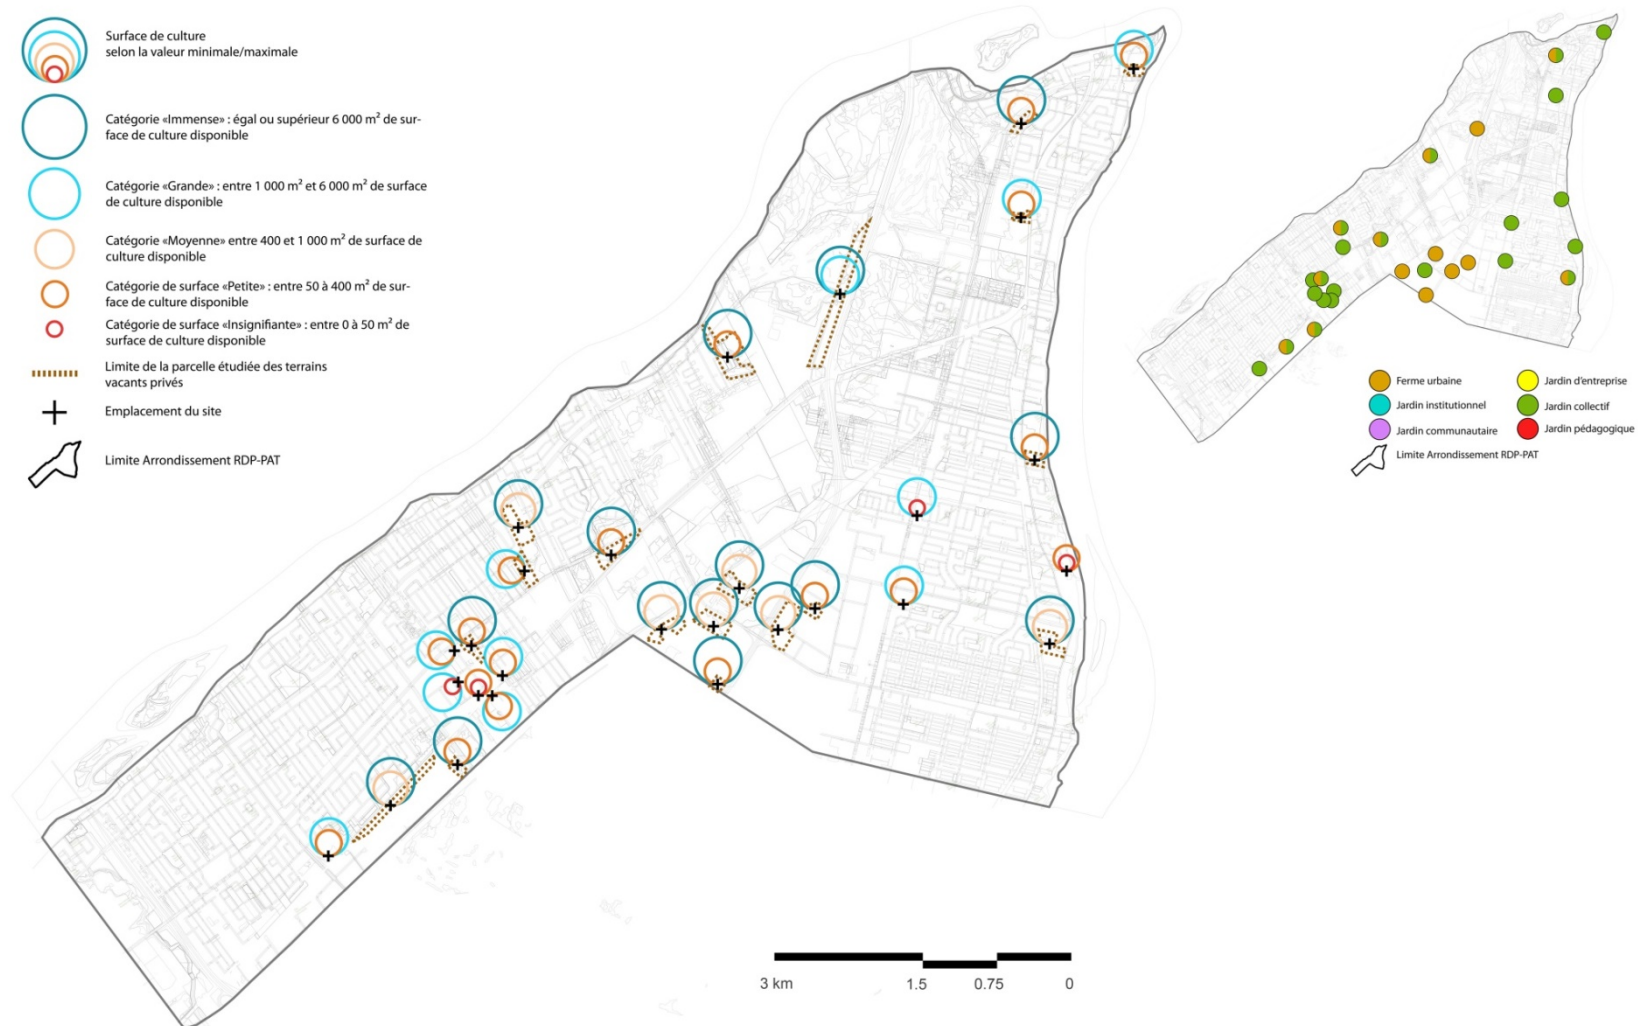 Surface de culture
selon la valeur minimale/maximale
Catégorie «Immense» : égal ou supérieur 6 000 m² de sur-
face de culture disponible
Catégorie «Grande» : entre 1 000 m² et 6 000 m² de surface
de culture disponible
Catégorie «Moyenne» entre 400 et 1 000 m² de surface de
culture disponible
Catégorie de surface «Petite» : entre 50 à 400 m² de sur-
face de culture disponible
Catégorie de surface «Insignifiante» : entre 0 à 50 m² de
surface de culture disponible
Limite de la parcelle étudiée des terrains
vacants privés
Emplacement du site
Limite Arrondissement RDP-PAT
Ferme urbaine
Jardin institutionnel
Jardin communautaire
Jardin d'entreprise
Jardin collectif
Jardin pédagogique
Limite Arrondissement RDP-PAT
3 km 1.5 0.75 0